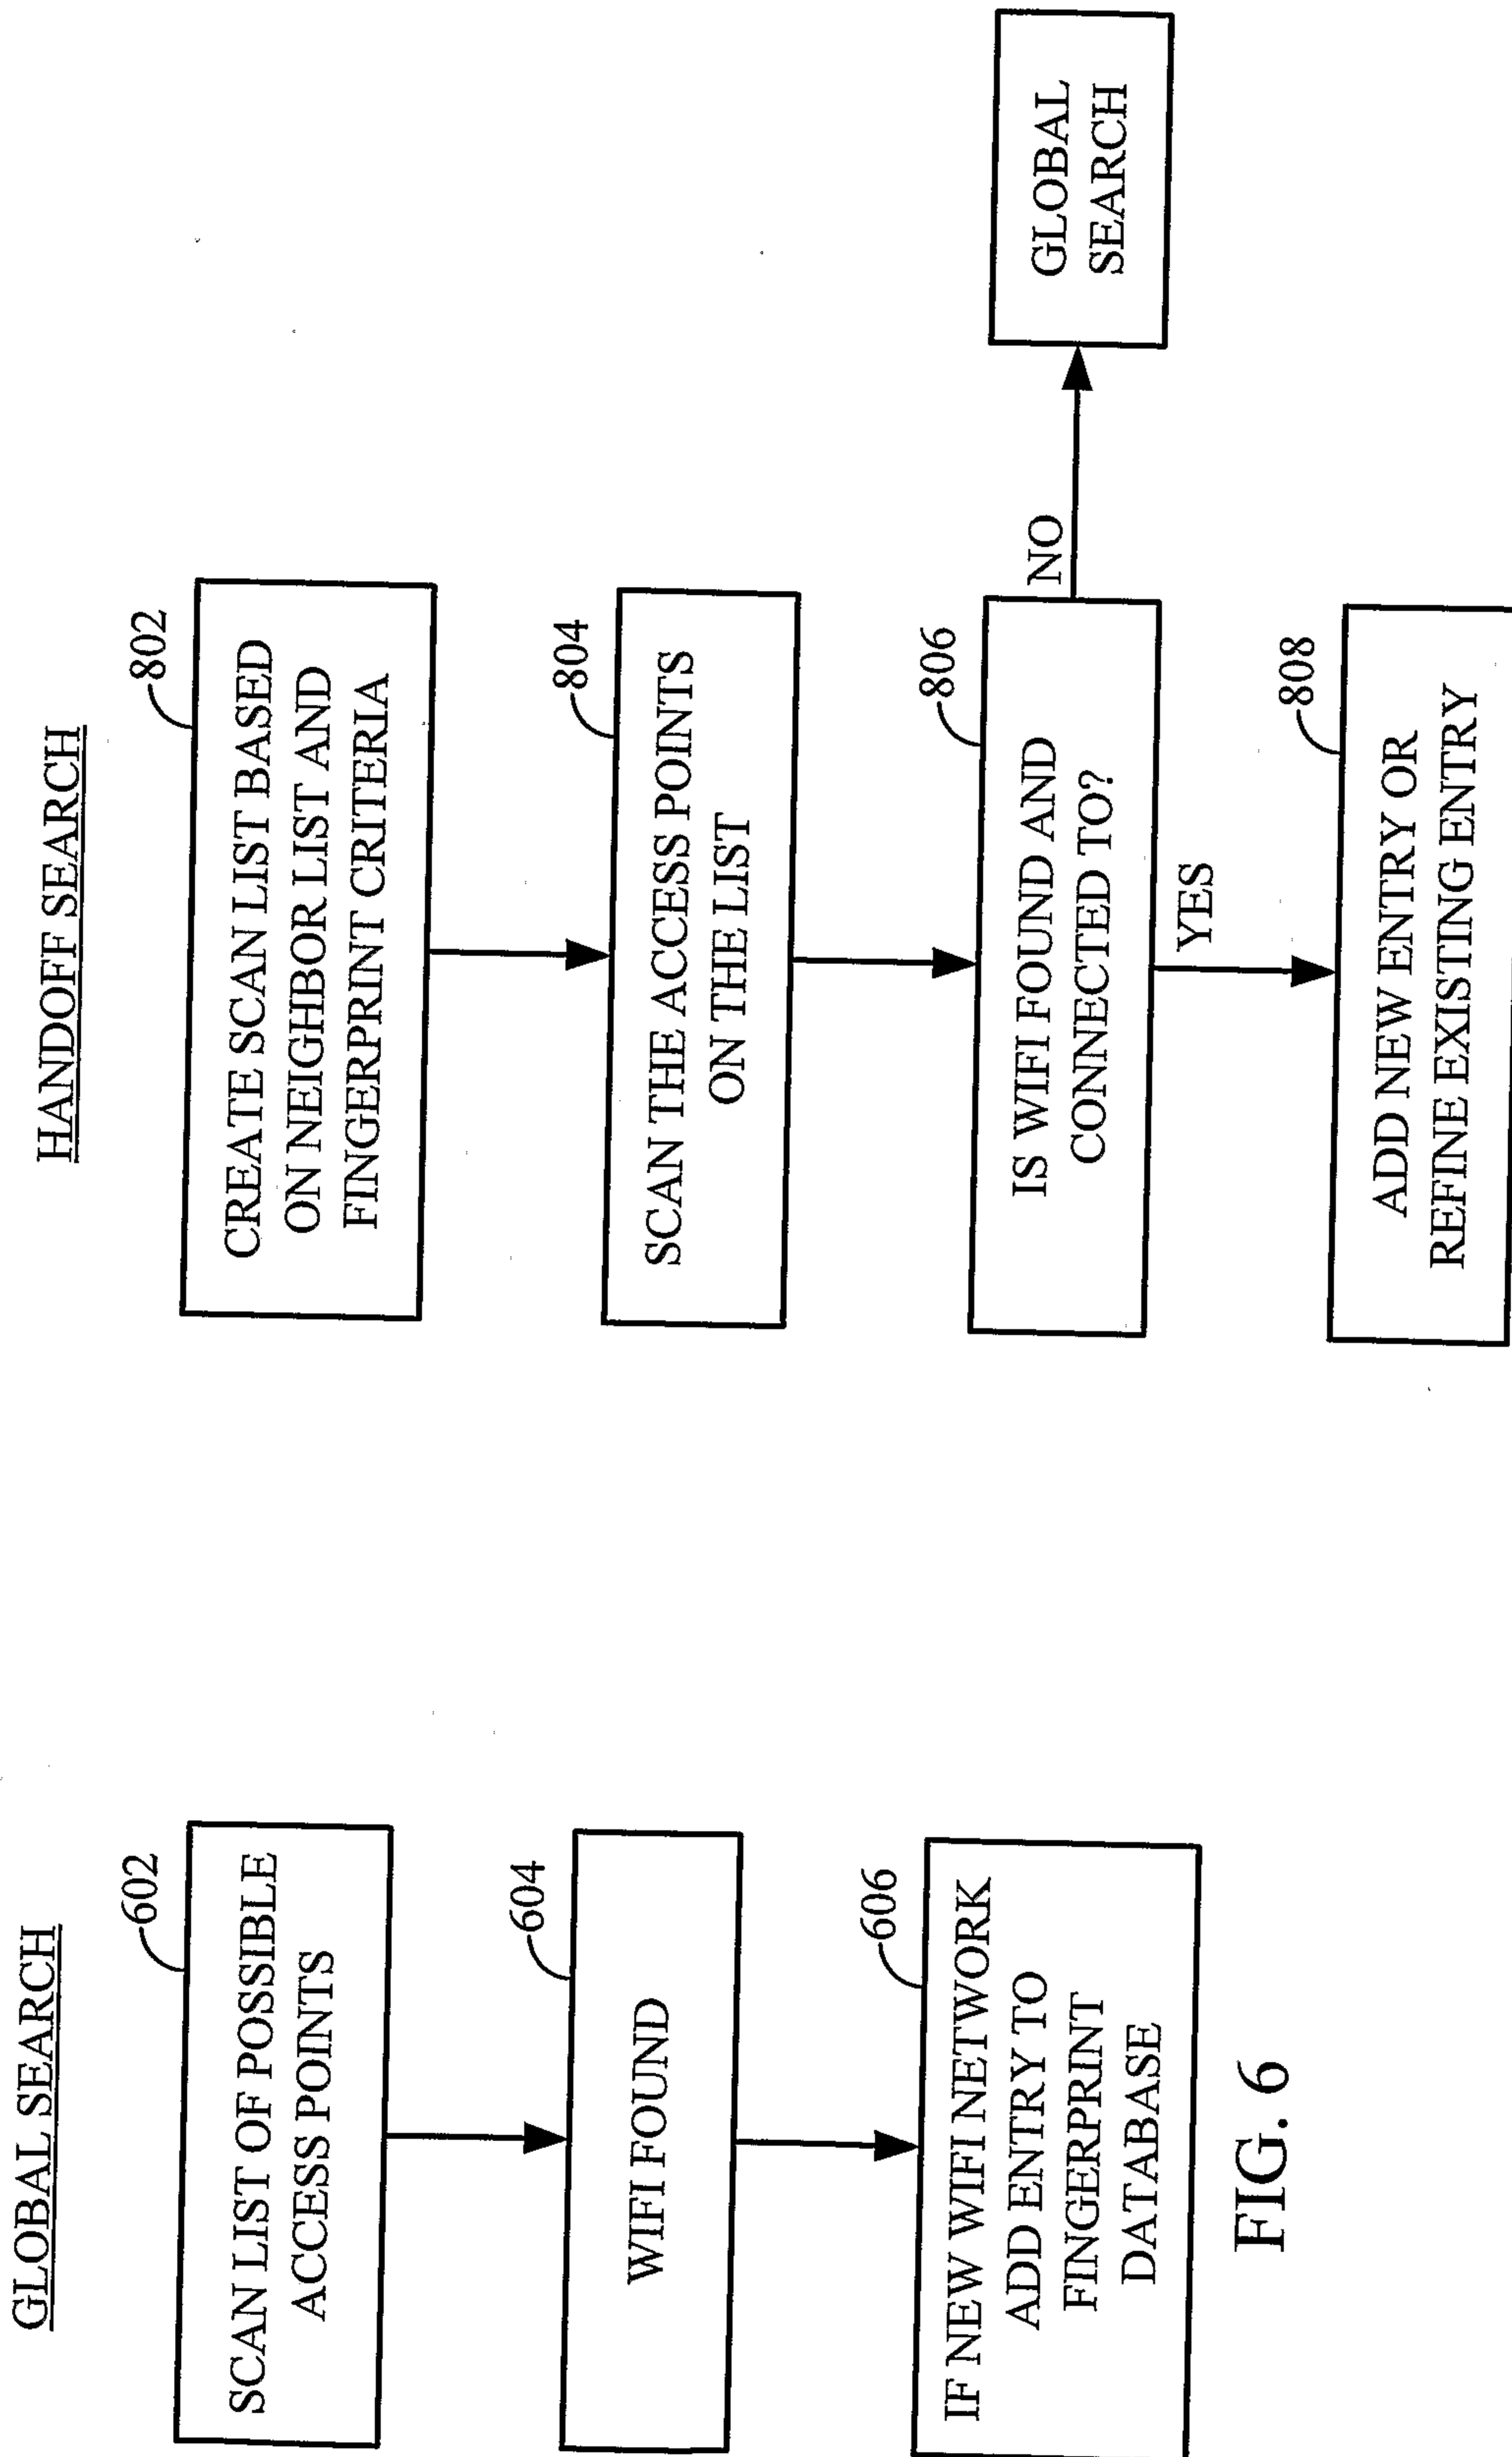 GLOBAL SEARCH
602
SCAN LIST OF POSSIBLE
ACCESS POINTS
604
WIFI FOUND
606
IF NEW WIFI NETWORK
ADD ENTRY TO
FINGERPRINT
DATABASE
FIG. 6
HANDOFF SEARCH
802
CREATE SCAN LIST BASED
ON NEIGHBOR LIST AND
FINGERPRINT CRITERIA
804
SCAN THE ACCESS POINTS
ON THE LIST
806
IS WIFI FOUND AND
CONNECTED TO?
NO
GLOBAL
SEARCH
YES
808
ADD NEW ENTRY OR
REFINE EXISTING ENTRY